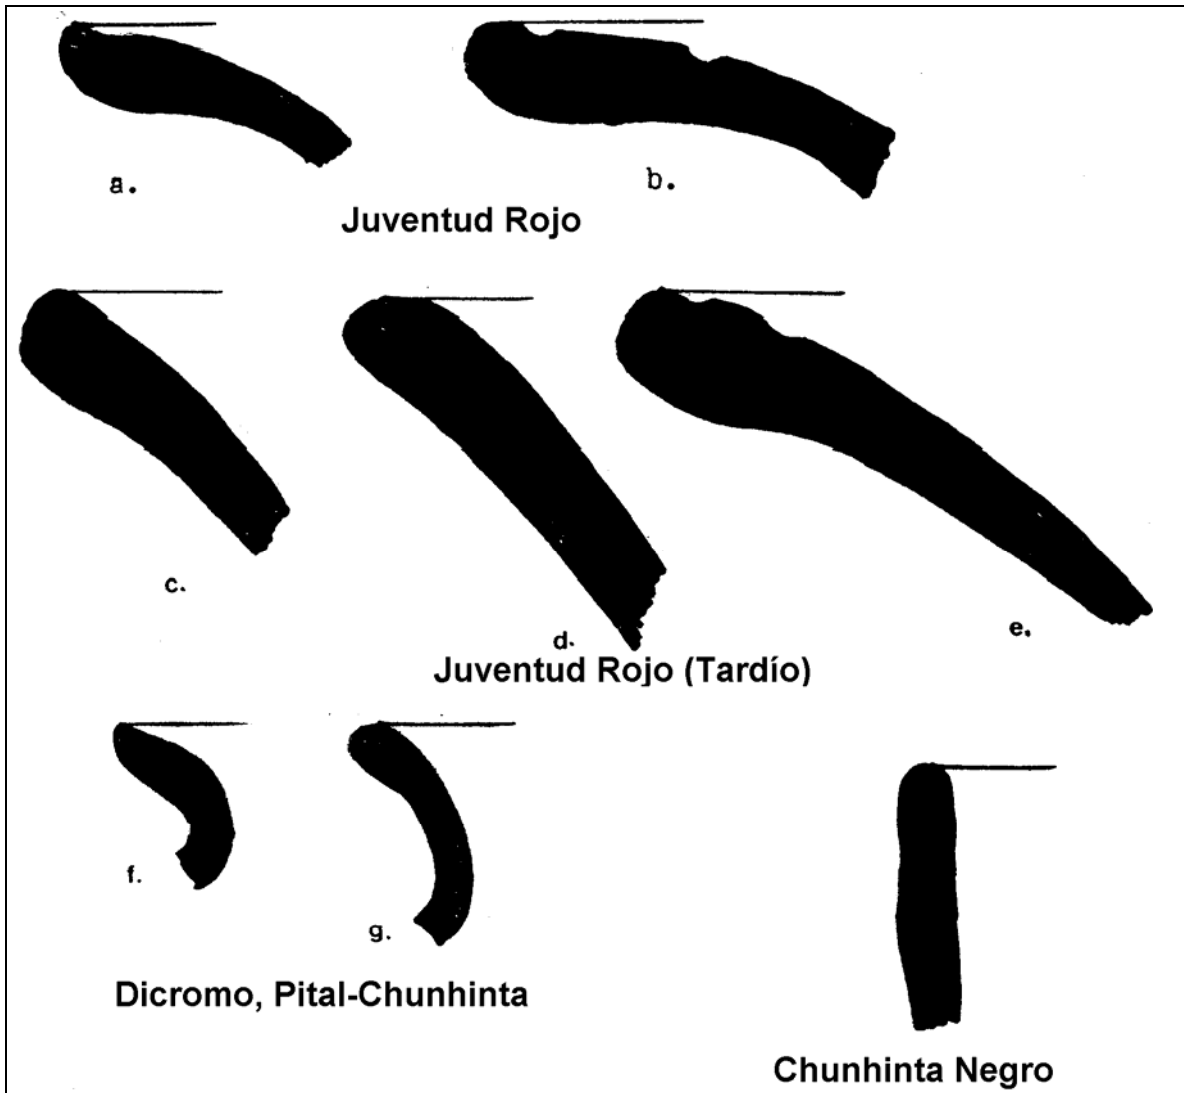 a.
b.
Juventud Rojo
c.
d.
e.
Juventud Rojo (Tardío)
f.
g.
Dicromo, Pital-Chunhinta
Chunhinta Negro